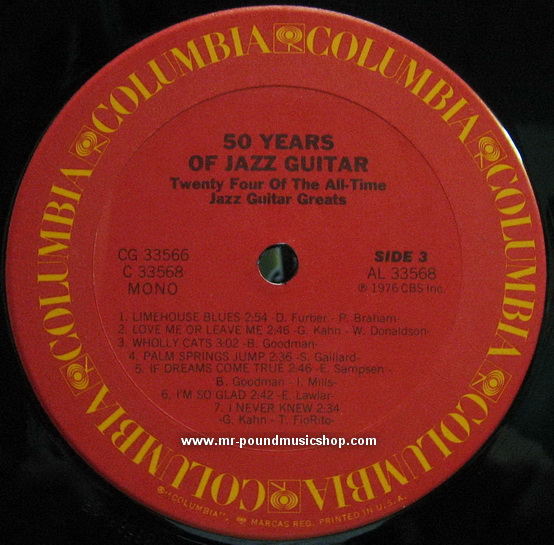 COLUMBIA COLUMBIA COLUMBIA COLUMBIA COLUMBIA COLUMBIA
50 YEARS
OF JAZZ GUITAR
Twenty Four Of The All-Time
Jazz Guitar Greats
CG 33566
C 33568
MONO
SIDE 3
AL 33568
℗ 1976 CBS Inc.
1. LIMEHOUSE BLUES 2:54 -D. Furber- - P. Braham-
2. LOVE ME OR LEAVE ME 2:46 -G. Kahn - W. Donaldson-
3. WHOLLY CATS 3:02 -B. Goodman-
4. PALM SPRINGS JUMP 2:35 -S. Gaillard-
5. IF DREAMS COME TRUE 2:46 -E. Sampsen-
B. Goodman - I. Mills-
6. I'M SO GLAD 2:42 -E. Lawlar-
7. I NEVER KNEW 2:34
-G. Kahn - T. FioRito-
www.mr-poundmusicshop.com
®"COLUMBIA", MARCAS REG. PRINTED IN U.S.A.